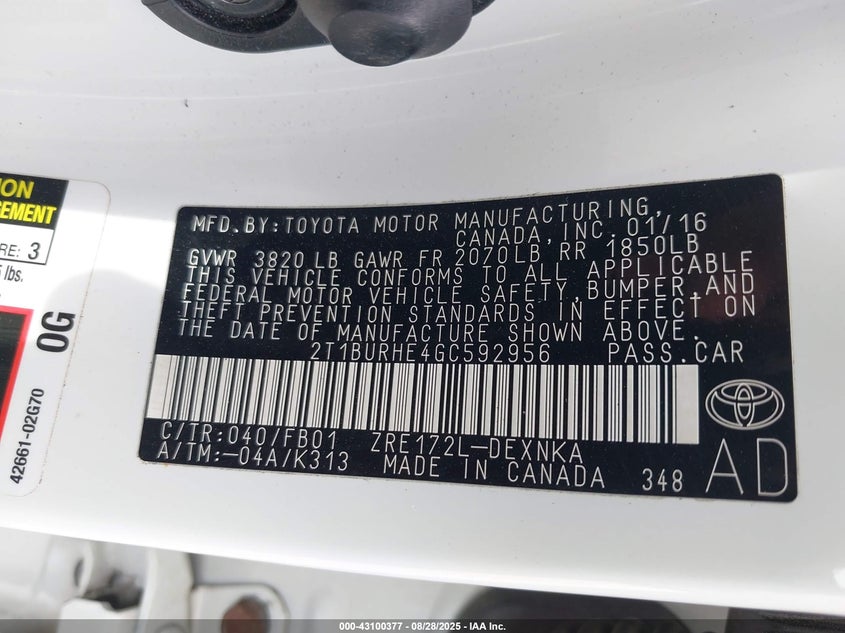 MFD.BY:TOYOTA MOTOR MANUFACTURING,
CANADA, INC. 01/16
GVWR 3820 LB GAWR FR 2070LB RR 1850LB
THIS VEHICLE CONFORMS TO ALL APPLICABLE
FEDERAL MOTOR VEHICLE SAFETY, BUMPER, AND
THEFT PREVENTION STANDARDS IN EFFECT ON
THE DATE OF MANUFACTURE SHOWN ABOVE.
2T1BURHE4GC592956 PASS.CAR
C/TR:040/FB01 ZRE172L-DEXNKA
A/TM:-04A/K313 MADE IN CANADA 348 AD
3
lbs.
0G
42661-02G70
000-43100377 - 08/28/2025 - IAA Inc.